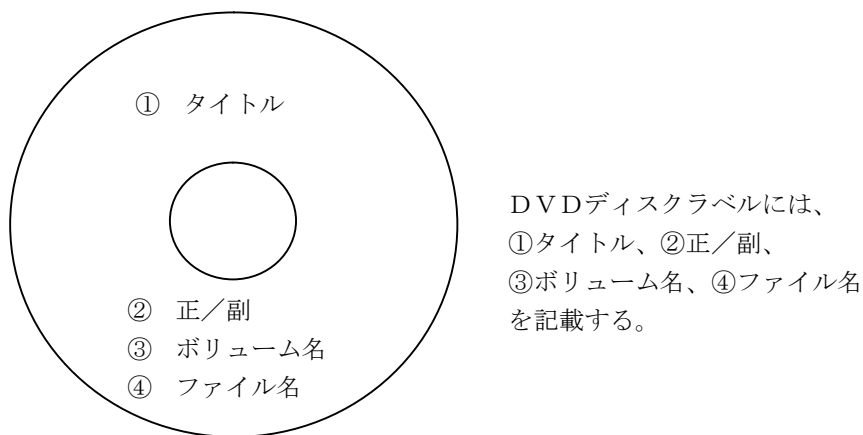 ① タイトル
② 正／副
③ ボリューム名
④ ファイル名
ＤＶＤディスクラベルには、
①タイトル、②正／副、
③ボリューム名、④ファイル名
を記載する。